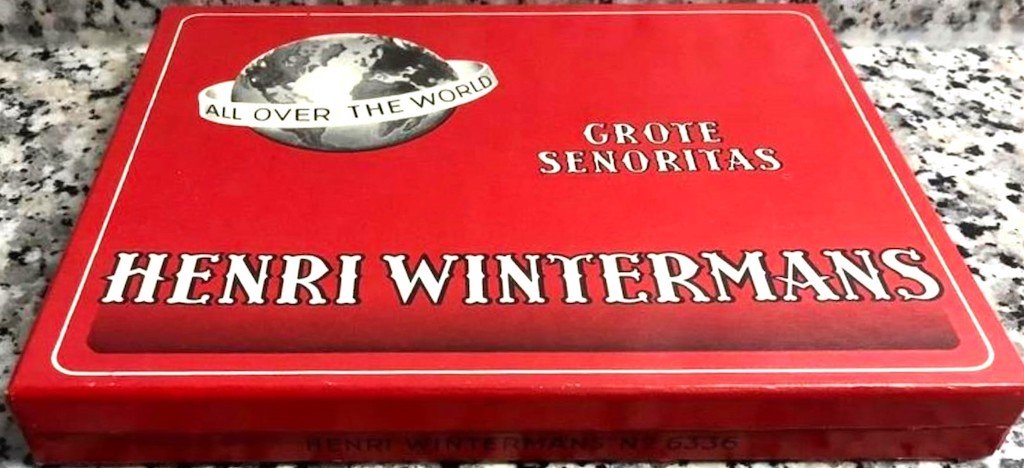 ALL OVER THE WORLD
GROTE
SENORITAS
HENRI WINTERMANS
HENRI WINTERMANS Nº 6336